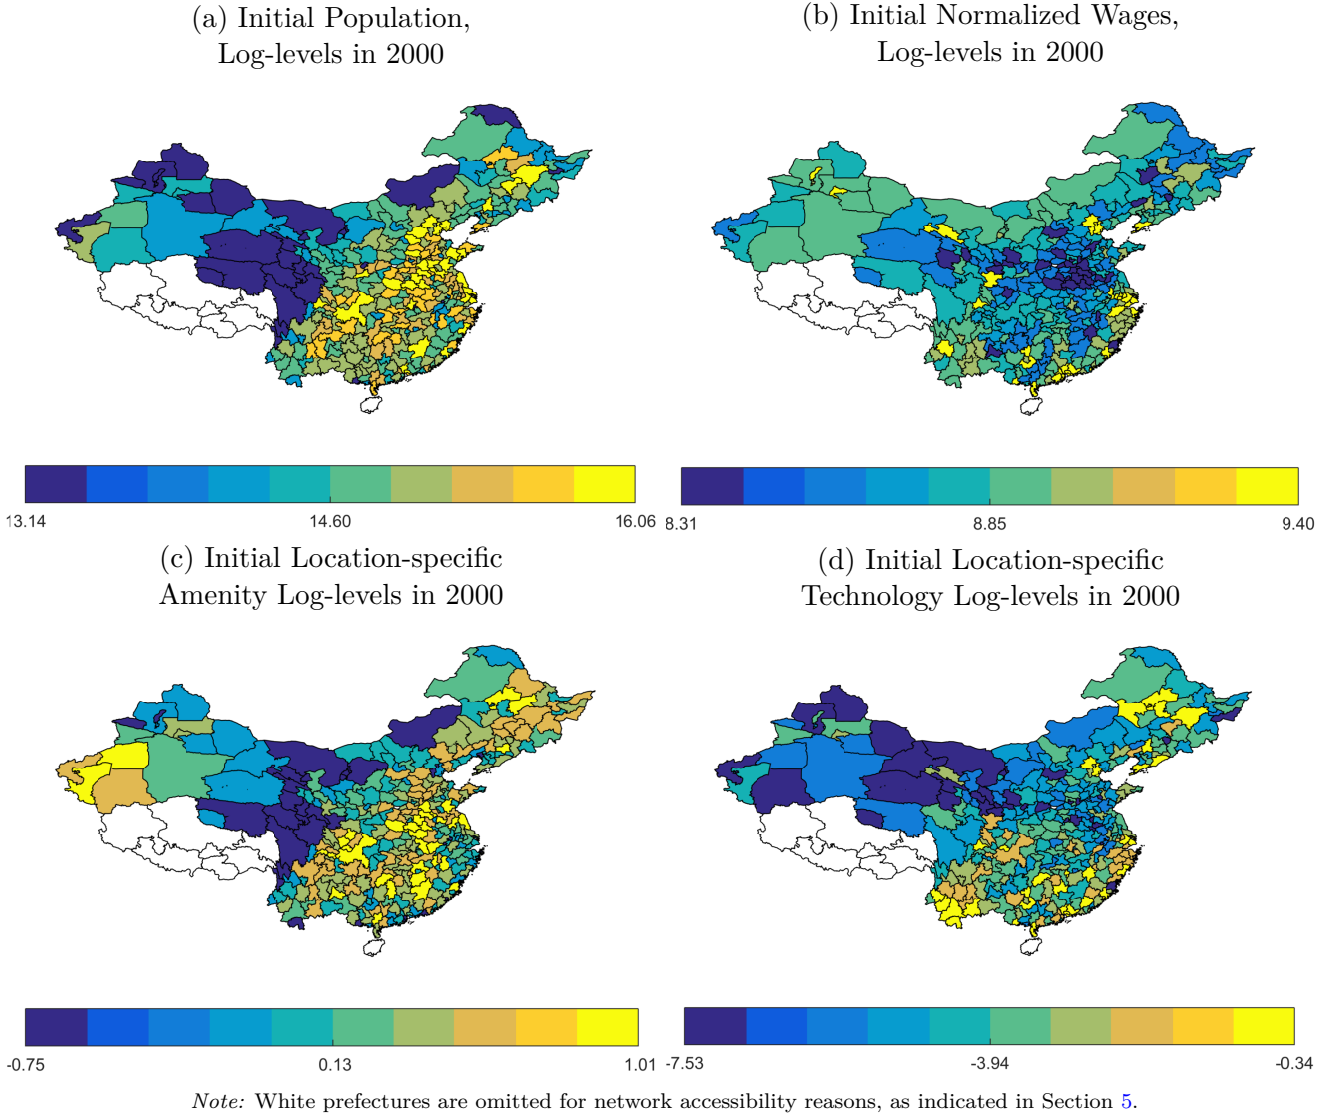 (a) Initial Population,
Log-levels in 2000
(b) Initial Normalized Wages,
Log-levels in 2000
13.14 14.60 16.06
8.31 8.85 9.40
(c) Initial Location-specific
Amenity Log-levels in 2000
(d) Initial Location-specific
Technology Log-levels in 2000
-0.75 0.13 1.01
-7.53 -3.94 -0.34
Note: White prefectures are omitted for network accessibility reasons, as indicated in Section 5.